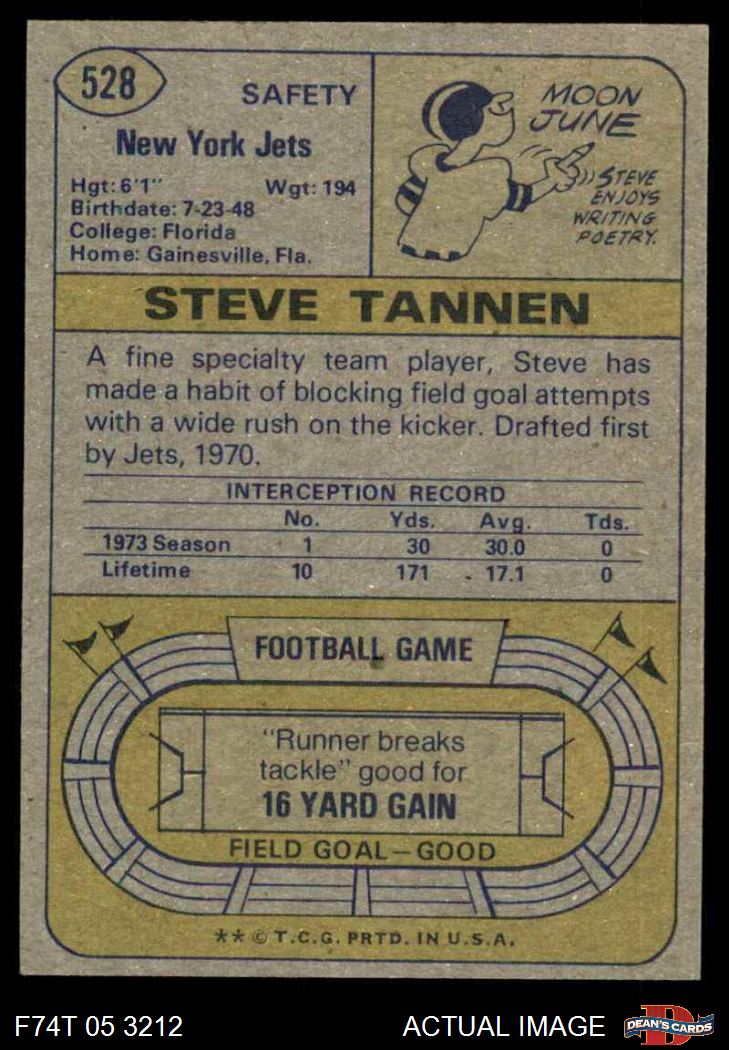 528
SAFETY
New York Jets
Hgt: 6'1" Wgt: 194
Birthdate: 7-23-48
College: Florida
Home: Gainesville, Fla.
MOON
JUNE
STEVE
ENJOYS
WRITING
POETRY.
STEVE TANNEN
A fine specialty team player, Steve has
made a habit of blocking field goal attempts
with a wide rush on the kicker. Drafted first
by Jets, 1970.
INTERCEPTION RECORD
No. Yds. Avg. Tds.
1973 Season 1 30 30.0 0
Lifetime 10 171 17.1 0
FOOTBALL GAME
"Runner breaks
tackle" good for
16 YARD GAIN
FIELD GOAL—GOOD
** © T.C.G. PRTD. IN U.S.A.
F74T 05 3212 ACTUAL IMAGE
D
DEAN'S CARDS